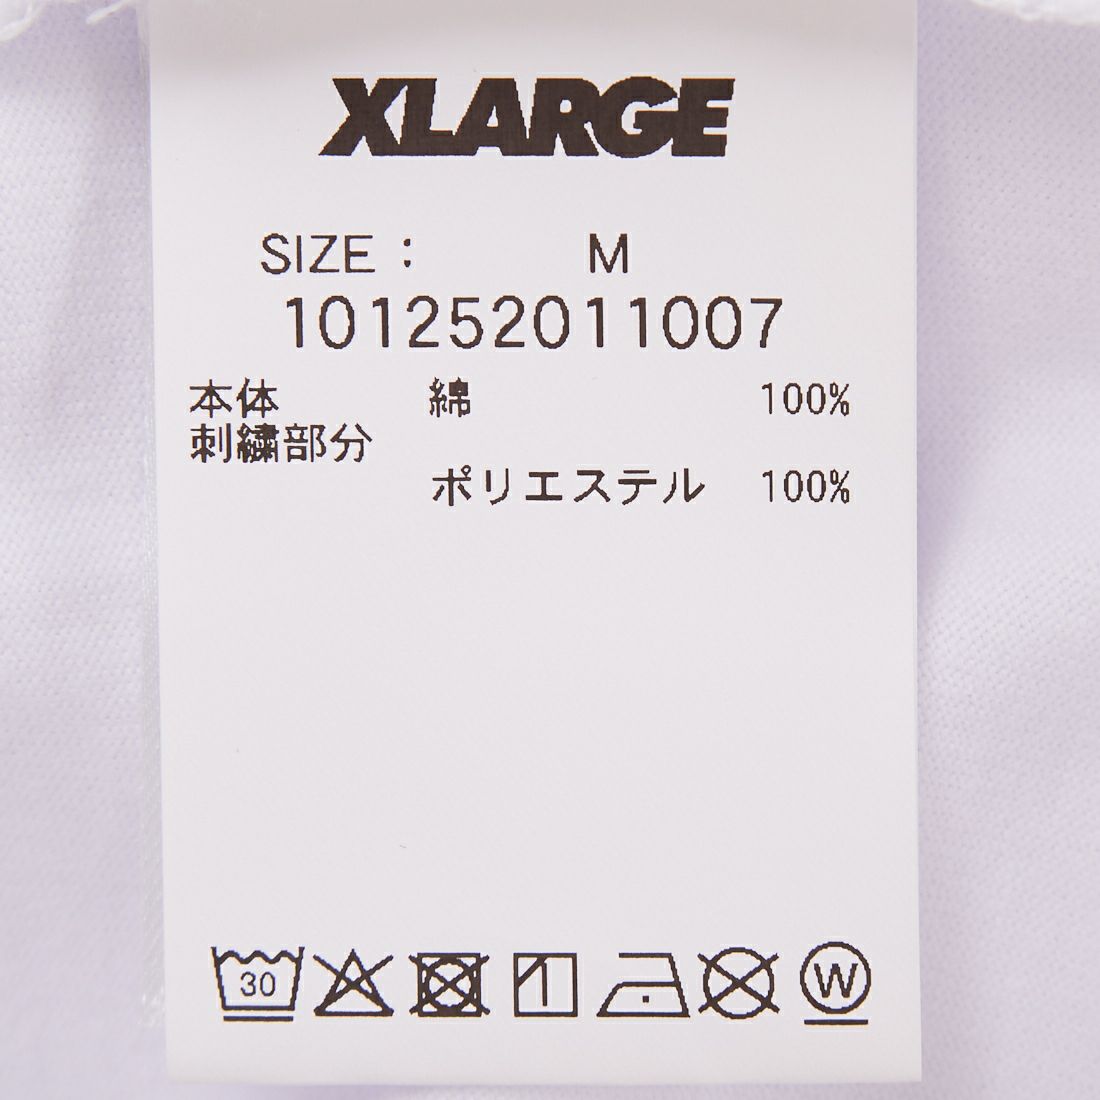 XLARGE
SIZE : M
101252011007
本体 綿 100%
刺繍部分
ポリエステル 100%
30
W